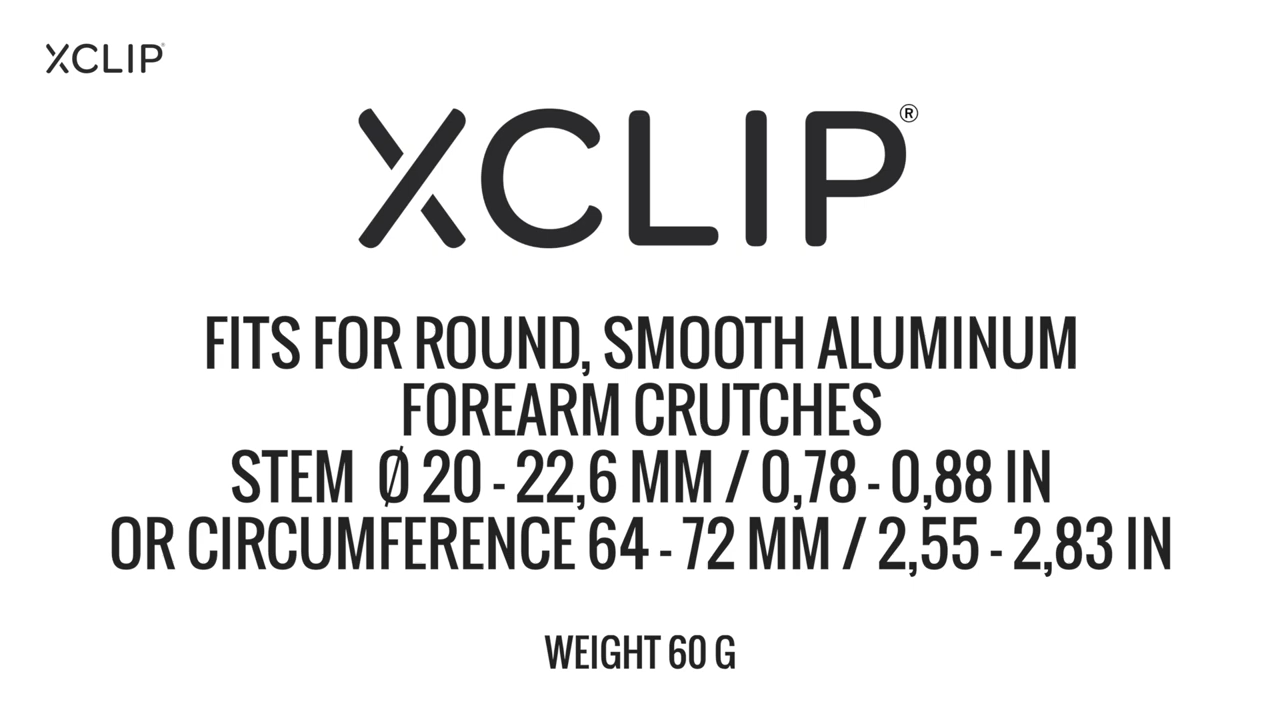 XCLIP®
XCLIP®
FITS FOR ROUND, SMOOTH ALUMINUM
FOREARM CRUTCHES
STEM Ø 20 - 22,6 MM / 0,78 - 0,88 IN
OR CIRCUMFERENCE 64 - 72 MM / 2,55 - 2,83 IN
WEIGHT 60 G